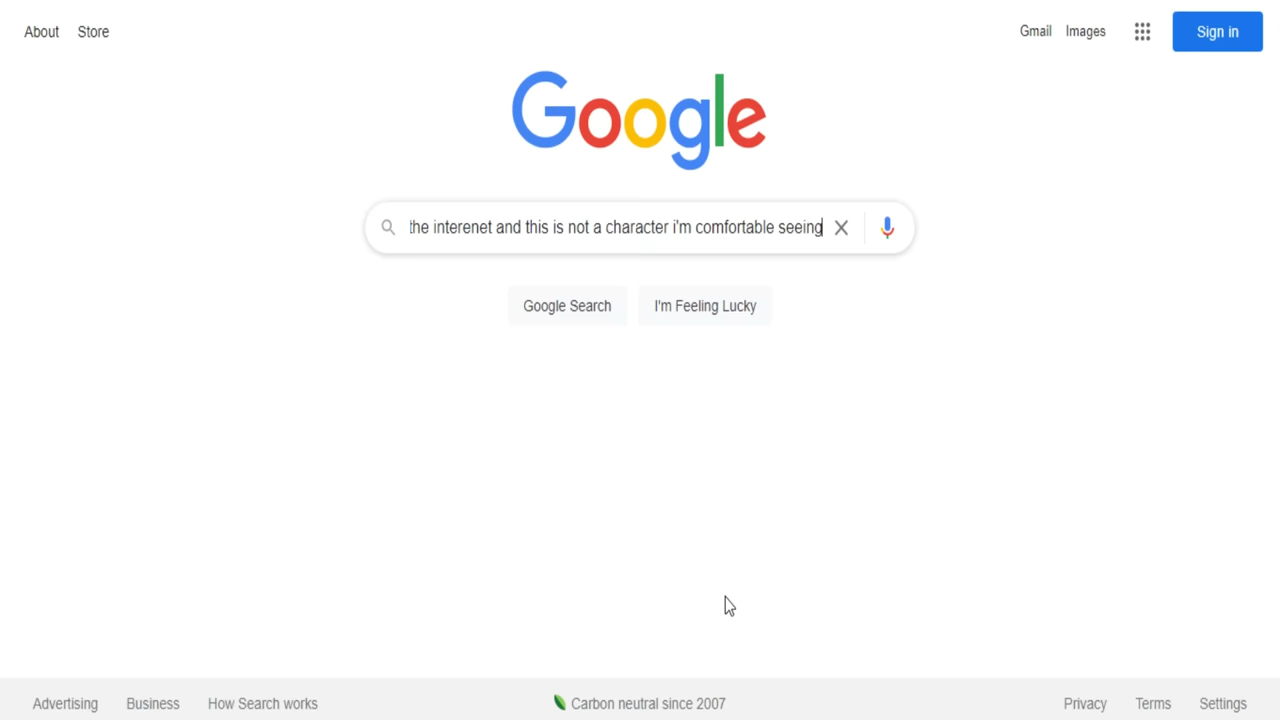 About Store Gmail Images Sign in
Google
the interenet and this is not a character i'm comfortable seeing
Google Search I'm Feeling Lucky
Advertising Business How Search works Carbon neutral since 2007 Privacy Terms Settings